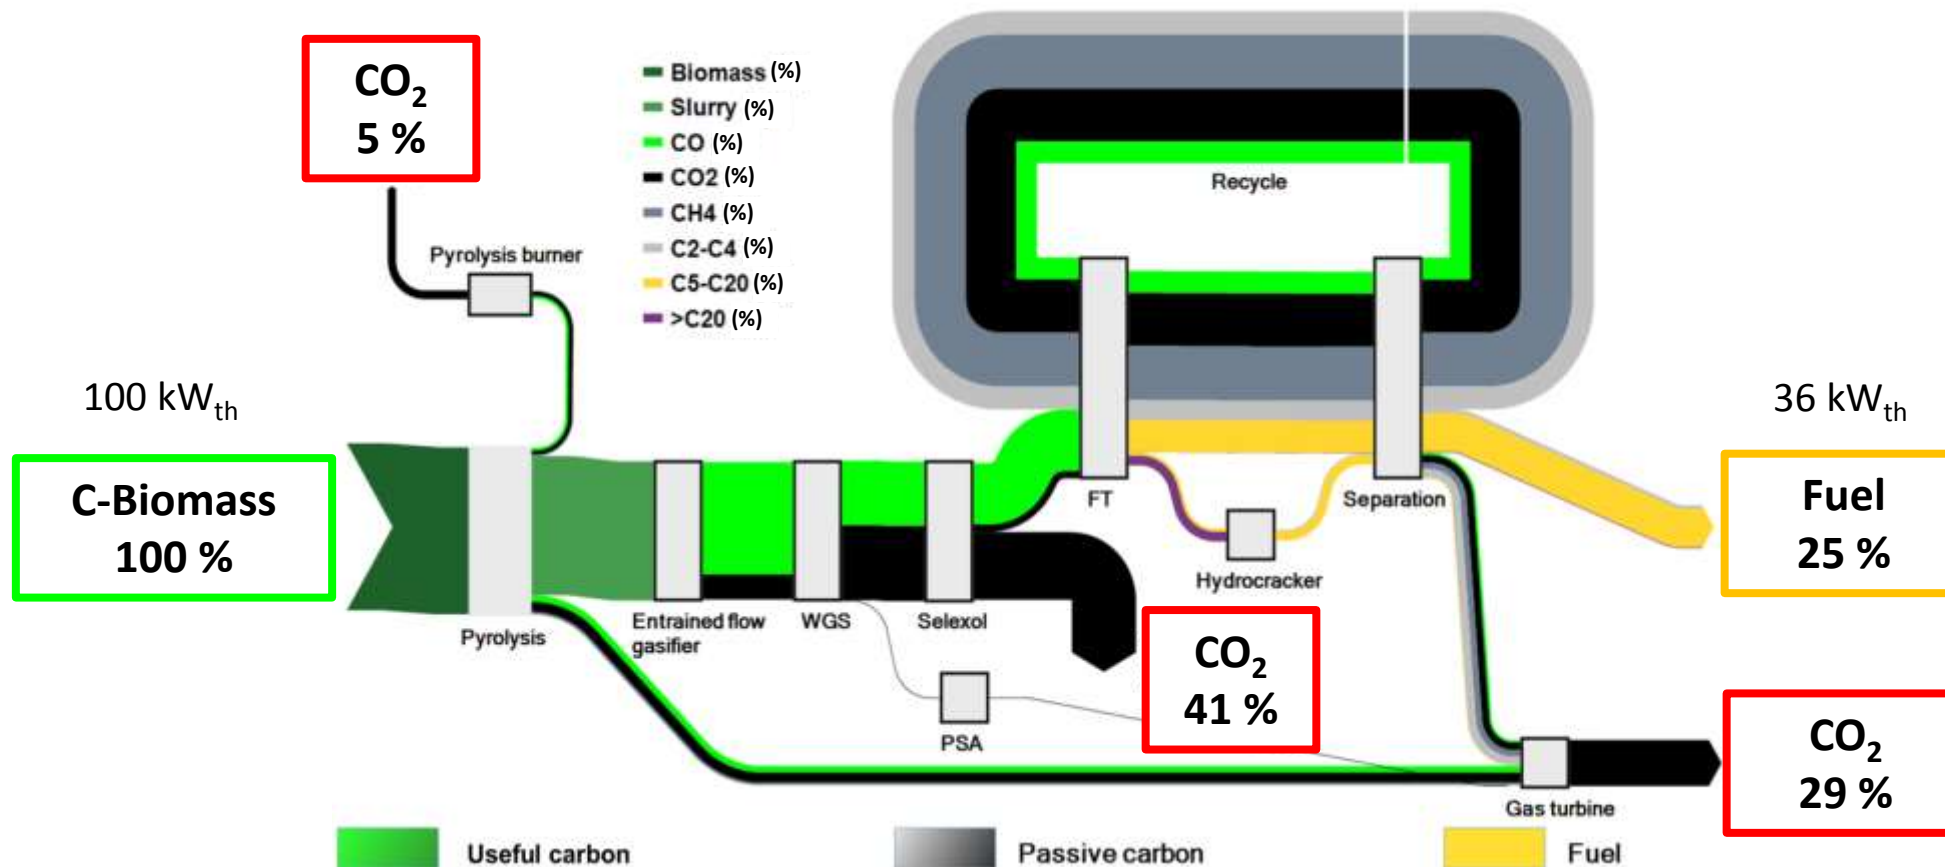 CO2
5 %
Biomass (%)
Slurry (%)
CO (%)
CO2 (%)
CH4 (%)
C2-C4 (%)
C5-C20 (%)
>C20 (%)
Recycle
Pyrolysis burner
100 kWth
36 kWth
C-Biomass
100 %
Fuel
25 %
FT
Separation
Hydrocracker
Pyrolysis
Entrained flow
gasifier
WGS
Selexol
CO2
41 %
PSA
CO2
29 %
Gas turbine
Useful carbon
Passive carbon
Fuel